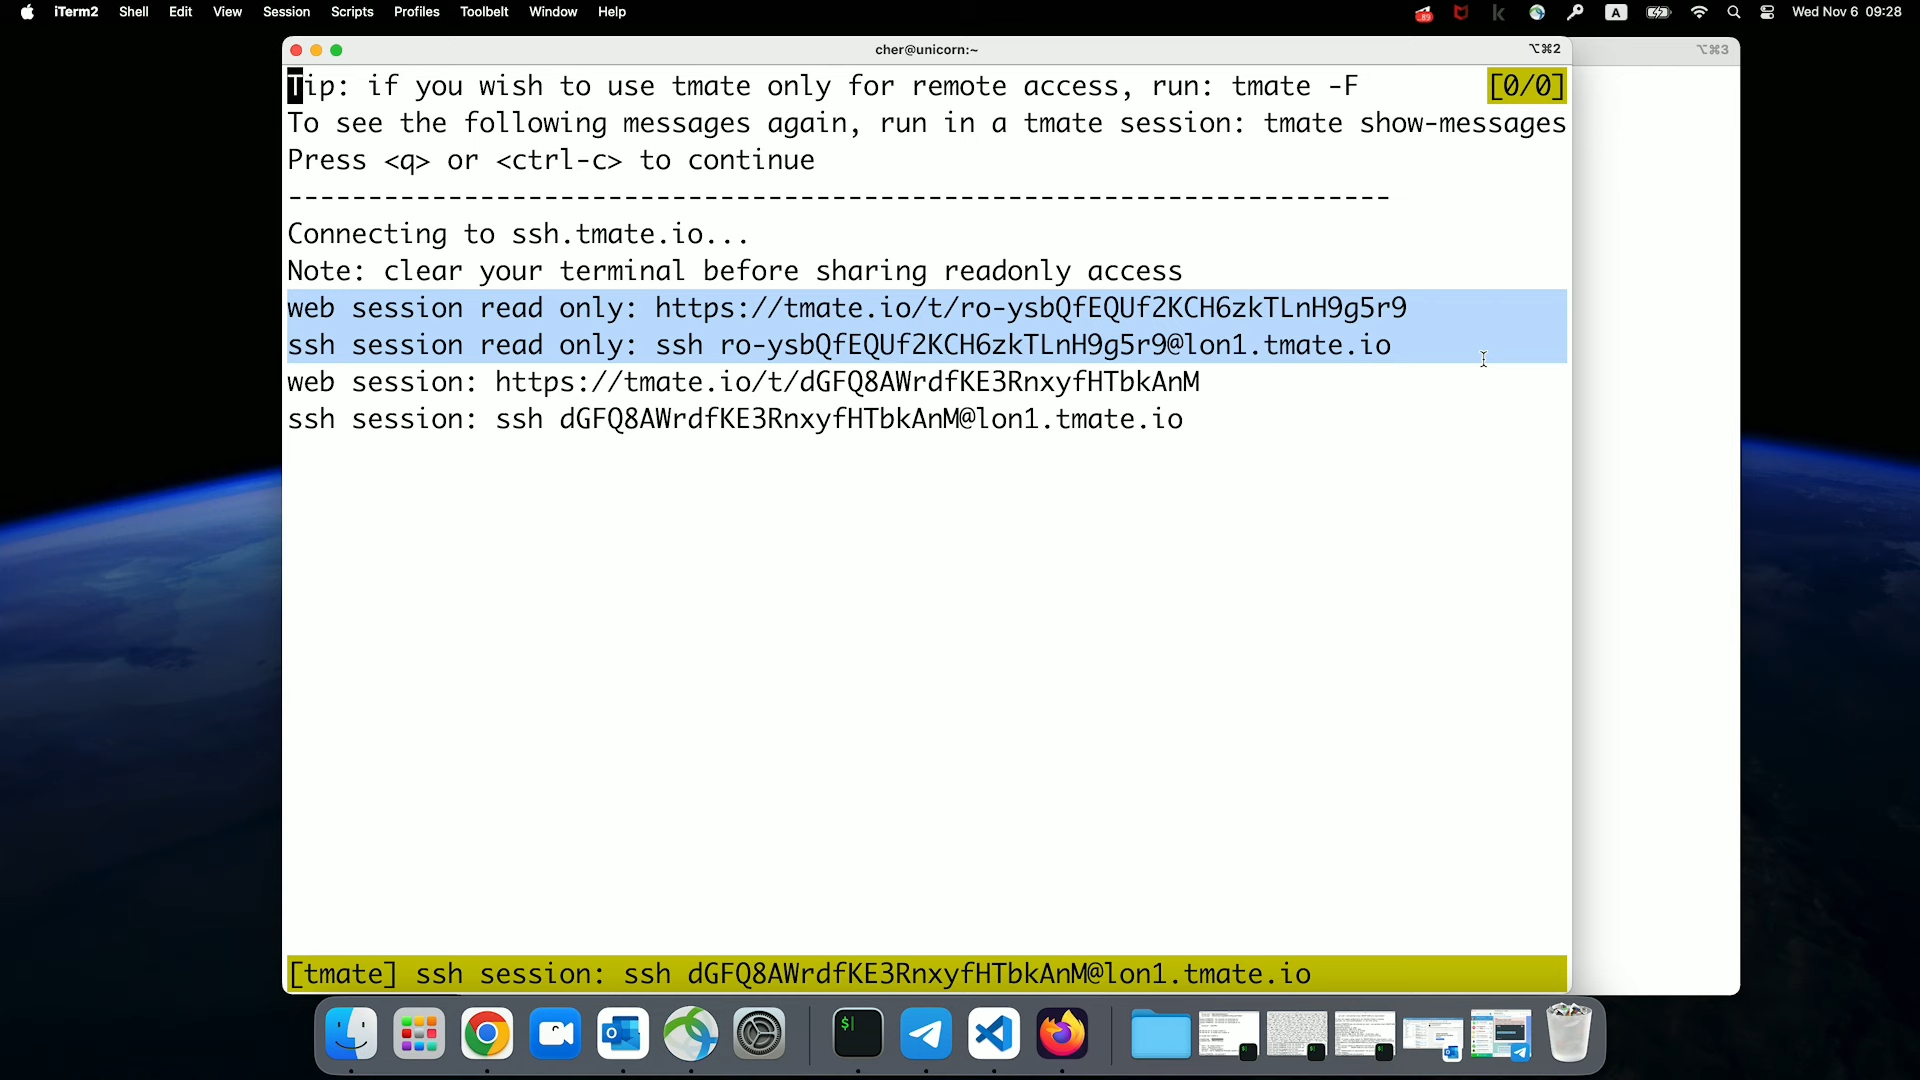 iTerm2 Shell Edit View Session Scripts Profiles Toolbelt Window Help .89 A Wed Nov 6 09:28
cher@unicorn:~ ⌥⌘2 ⌥⌘3
Tip: if you wish to use tmate only for remote access, run: tmate -F [0/0]
To see the following messages again, run in a tmate session: tmate show-messages
Press <q> or <ctrl-c> to continue
---------------------------------------------------------------------
Connecting to ssh.tmate.io...
Note: clear your terminal before sharing readonly access
web session read only: https://tmate.io/t/ro-ysbQfEQUf2KCH6zkTLnH9g5r9
ssh session read only: ssh ro-ysbQfEQUf2KCH6zkTLnH9g5r9@lon1.tmate.io
web session: https://tmate.io/t/dGFQ8AWrdfKE3RnxyfHTbkAnM
ssh session: ssh dGFQ8AWrdfKE3RnxyfHTbkAnM@lon1.tmate.io
[tmate] ssh session: ssh dGFQ8AWrdfKE3RnxyfHTbkAnM@lon1.tmate.io